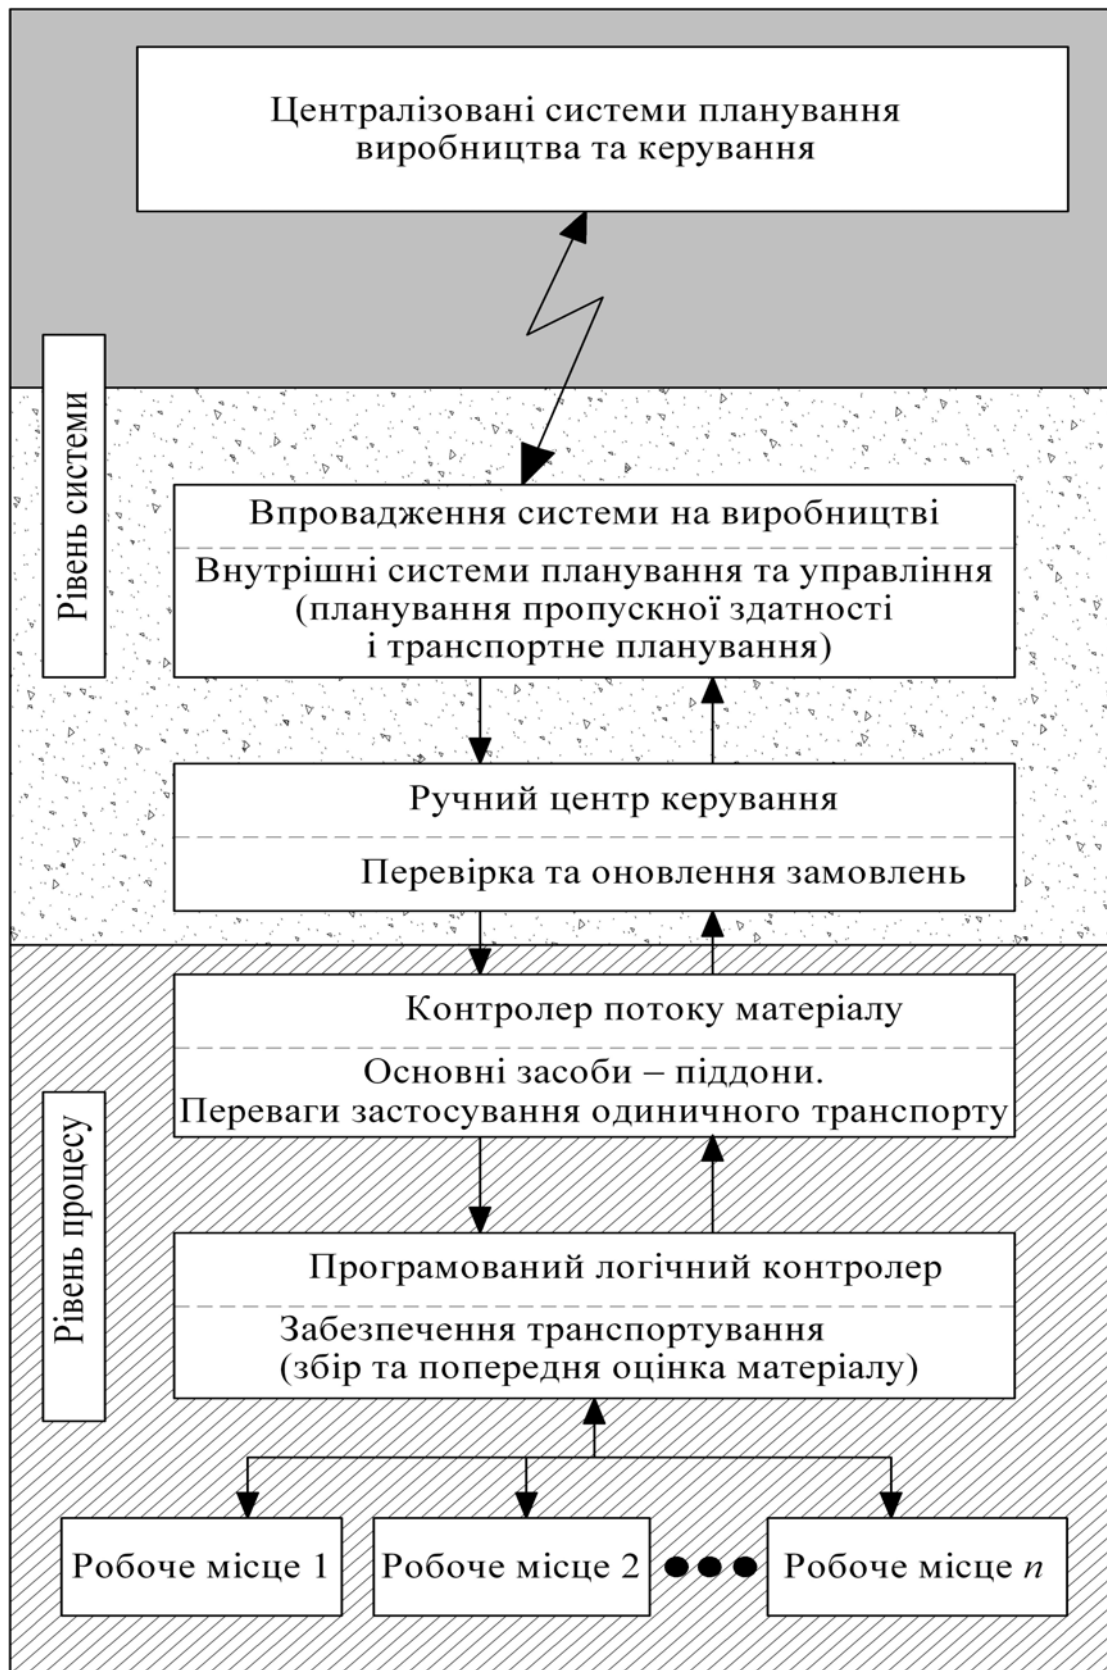 Централізовані системи планування
виробництва та керування
Рівень системи
Впровадження системи на виробництві
Внутрішні системи планування та управління
(планування пропускної здатності
і транспортне планування)
Ручний центр керування
Перевірка та оновлення замовлень
Рівень процесу
Контролер потоку матеріалу
Основні засоби – піддони.
Переваги застосування одиничного транспорту
Програмований логічний контролер
Забезпечення транспортування
(збір та попередня оцінка матеріалу)
Робоче місце 1
Робоче місце 2
Робоче місце n